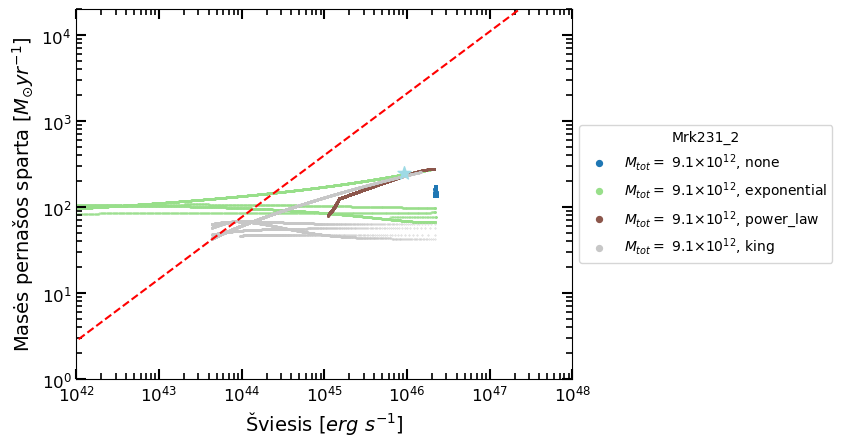 Masės pernašos sparta [M⊙yr⁻¹]
10⁴
10³
10²
10¹
10⁰
10⁴² 10⁴³ 10⁴⁴ 10⁴⁵ 10⁴⁶ 10⁴⁷ 10⁴⁸
Šviesis [erg s⁻¹]
Mrk231_2
M_tot = 9.1×10¹², none
M_tot = 9.1×10¹², exponential
M_tot = 9.1×10¹², power_law
M_tot = 9.1×10¹², king